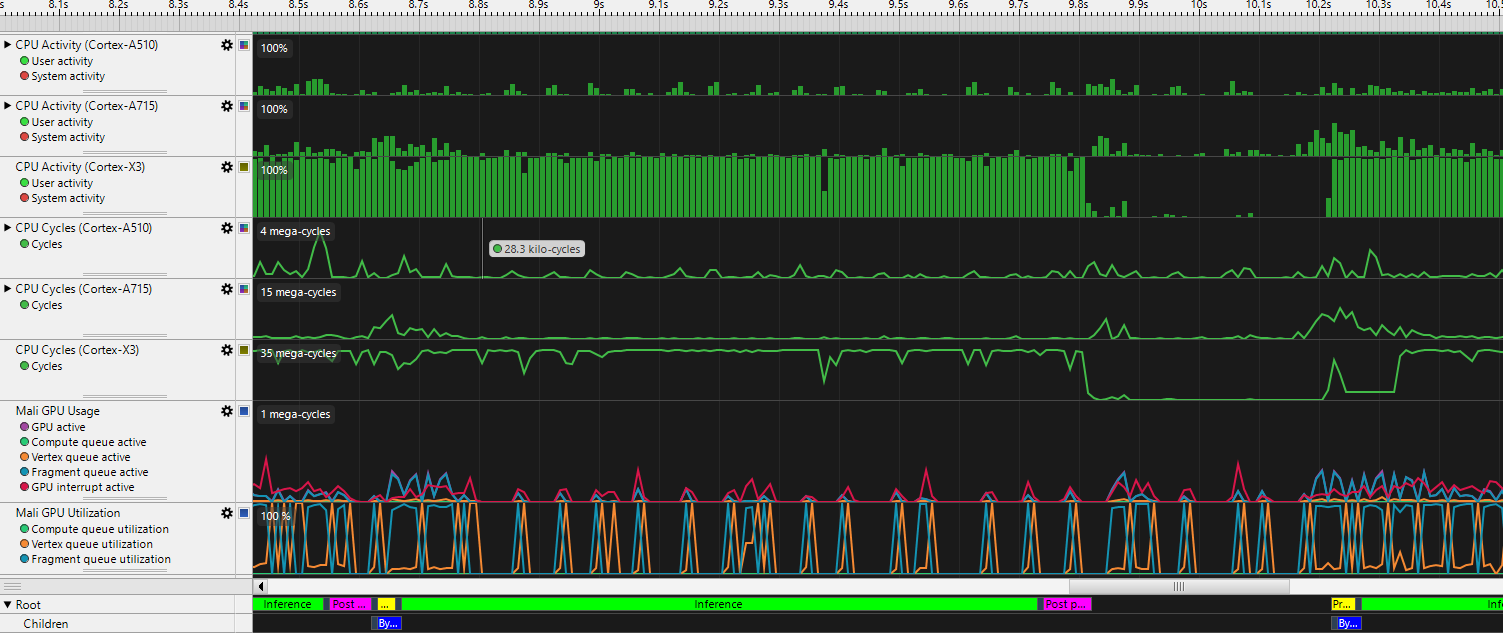 s 8.1s 8.2s 8.3s 8.4s 8.5s 8.6s 8.7s 8.8s 8.9s 9s 9.1s 9.2s 9.3s 9.4s 9.5s 9.6s 9.7s 9.8s 9.9s 10s 10.1s 10.2s 10.3s 10.4s 10.5
CPU Activity (Cortex-A510) 100%
User activity
System activity
CPU Activity (Cortex-A715) 100%
User activity
System activity
CPU Activity (Cortex-X3) 100%
User activity
System activity
CPU Cycles (Cortex-A510) 4 mega-cycles
Cycles 28.3 kilo-cycles
CPU Cycles (Cortex-A715) 15 mega-cycles
Cycles
CPU Cycles (Cortex-X3) 35 mega-cycles
Cycles
Mali GPU Usage 1 mega-cycles
GPU active
Compute queue active
Vertex queue active
Fragment queue active
GPU interrupt active
Mali GPU Utilization 100 %
Compute queue utilization
Vertex queue utilization
Fragment queue utilization
Root Inference Post ... ... Inference Post p... Pr... Inf
Children By... By...